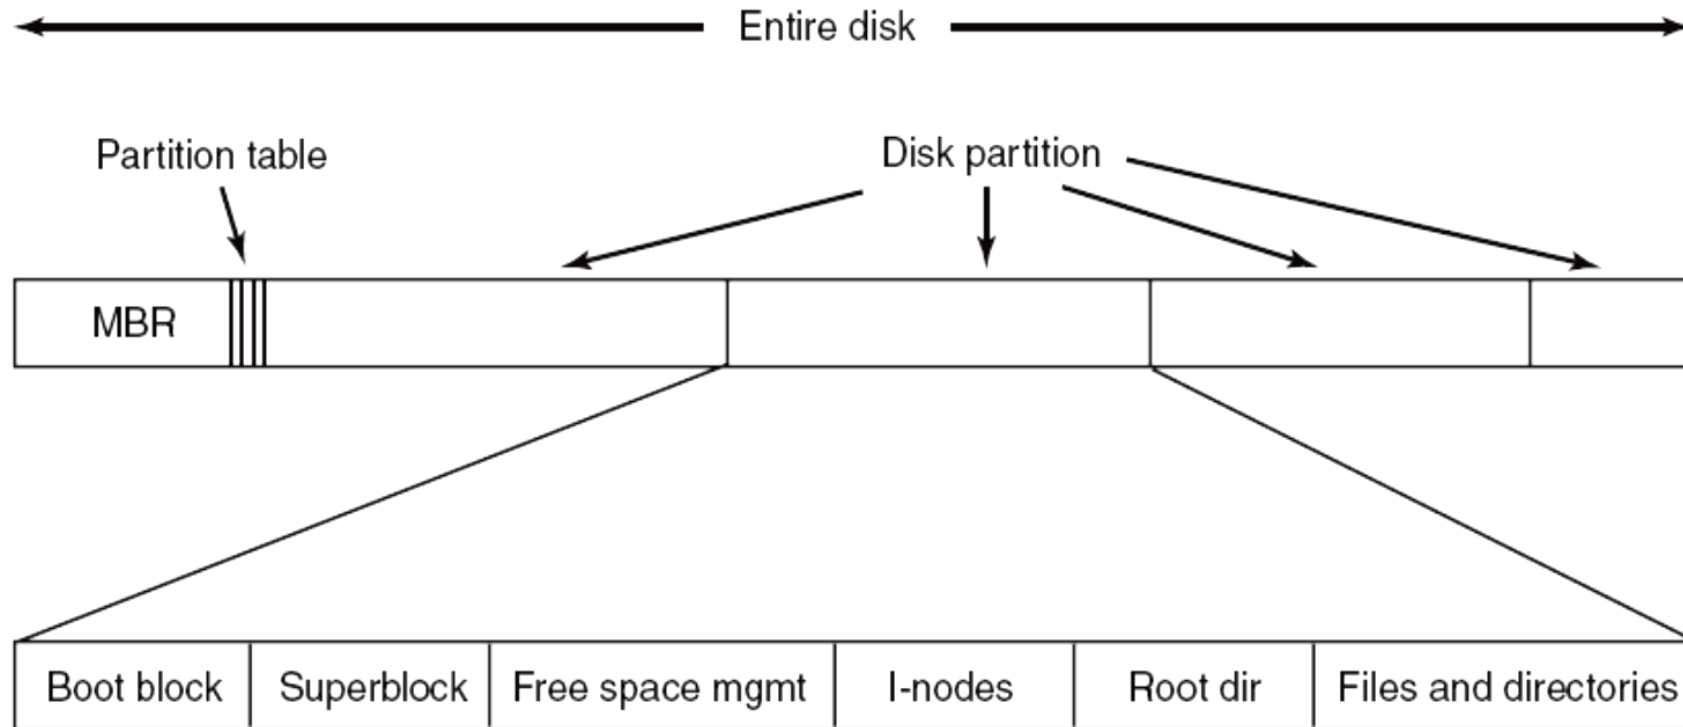 Entire disk
Partition table
Disk partition
MBR
Boot block
Superblock
Free space mgmt
I-nodes
Root dir
Files and directories